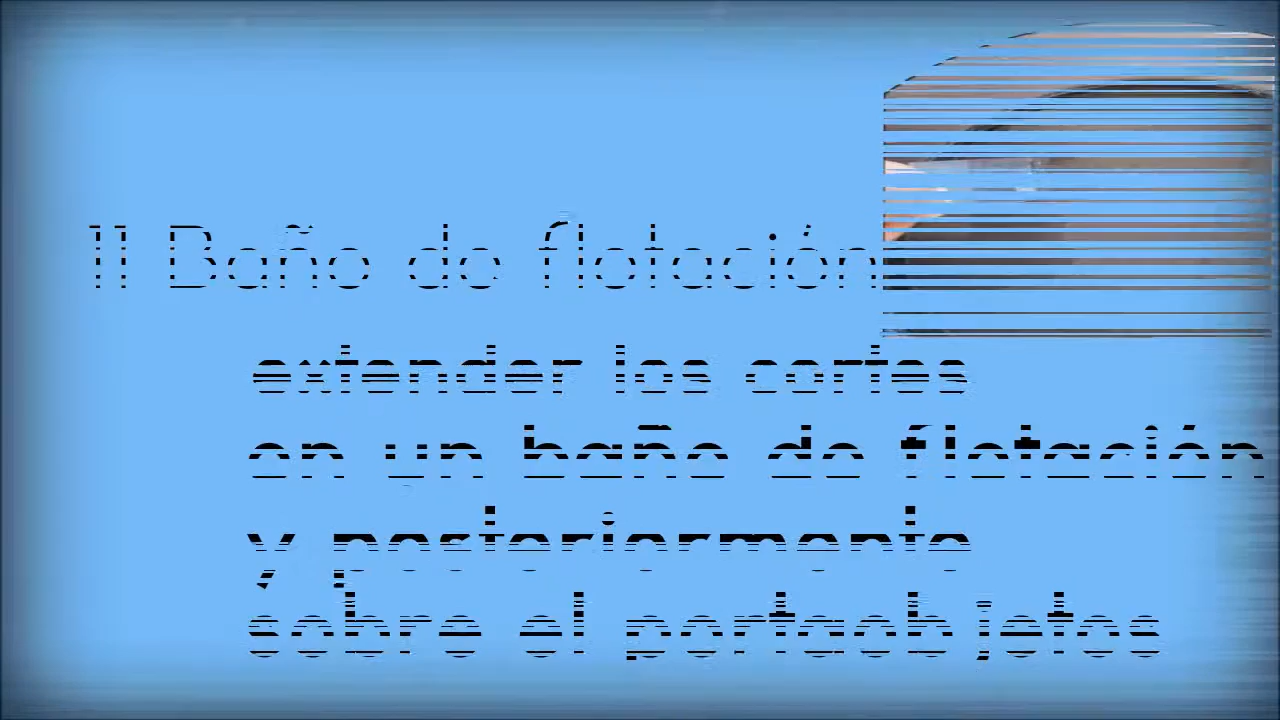 11 Baño de flotación
extender los cortes
en un baño de flotación
y posteriormente
sobre el portaobjetos